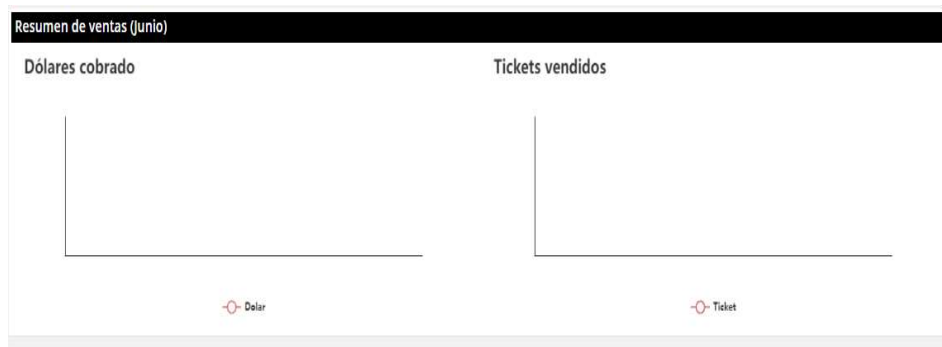 Resumen de ventas (Junio)
Dólares cobrado
Tickets vendidos
Dolar
Ticket